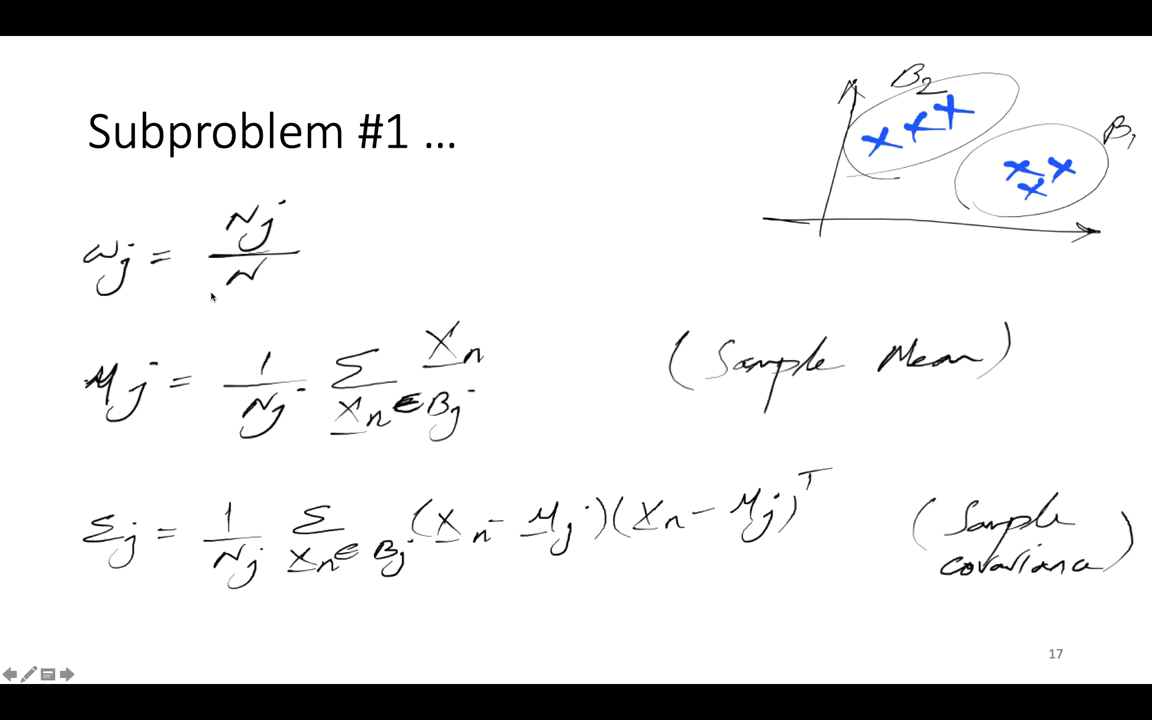 Subproblem #1 ...
B₂
B₁
ωj = Nj / N
μj = 1/Nj Σ Xn∈Bj Xn (Sample Mean)
Σj = 1/Nj Σ Xn∈Bj (Xn - μj)(Xn - μj)ᵀ (Sample covariance)
17